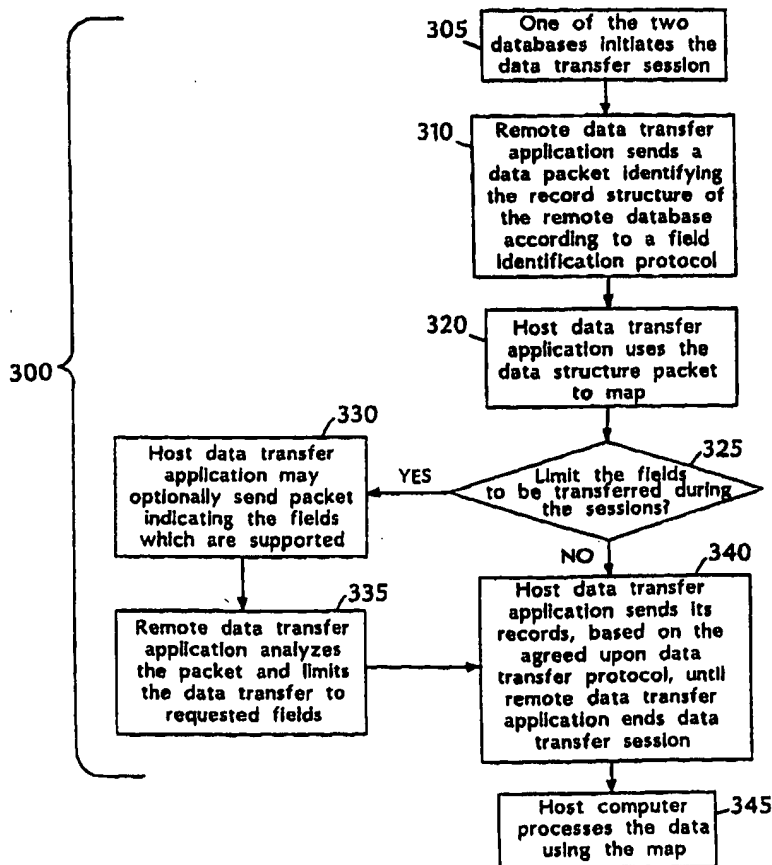 305
One of the two
databases initiates the
data transfer session
310
Remote data transfer
application sends a
data packet identifying
the record structure of
the remote database
according to a field
identification protocol
320
Host data transfer
application uses the
data structure packet
to map
300
330
Host data transfer
application may
optionally send packet
indicating the fields
which are supported
YES
325
Limit the fields
to be transferred during
the sessions?
NO
340
335
Remote data transfer
application analyzes
the packet and limits
the data transfer to
requested fields
Host data transfer
application sends its
records, based on the
agreed upon data
transfer protocol, until
remote data transfer
application ends data
transfer session
Host computer
processes the data
using the map
345